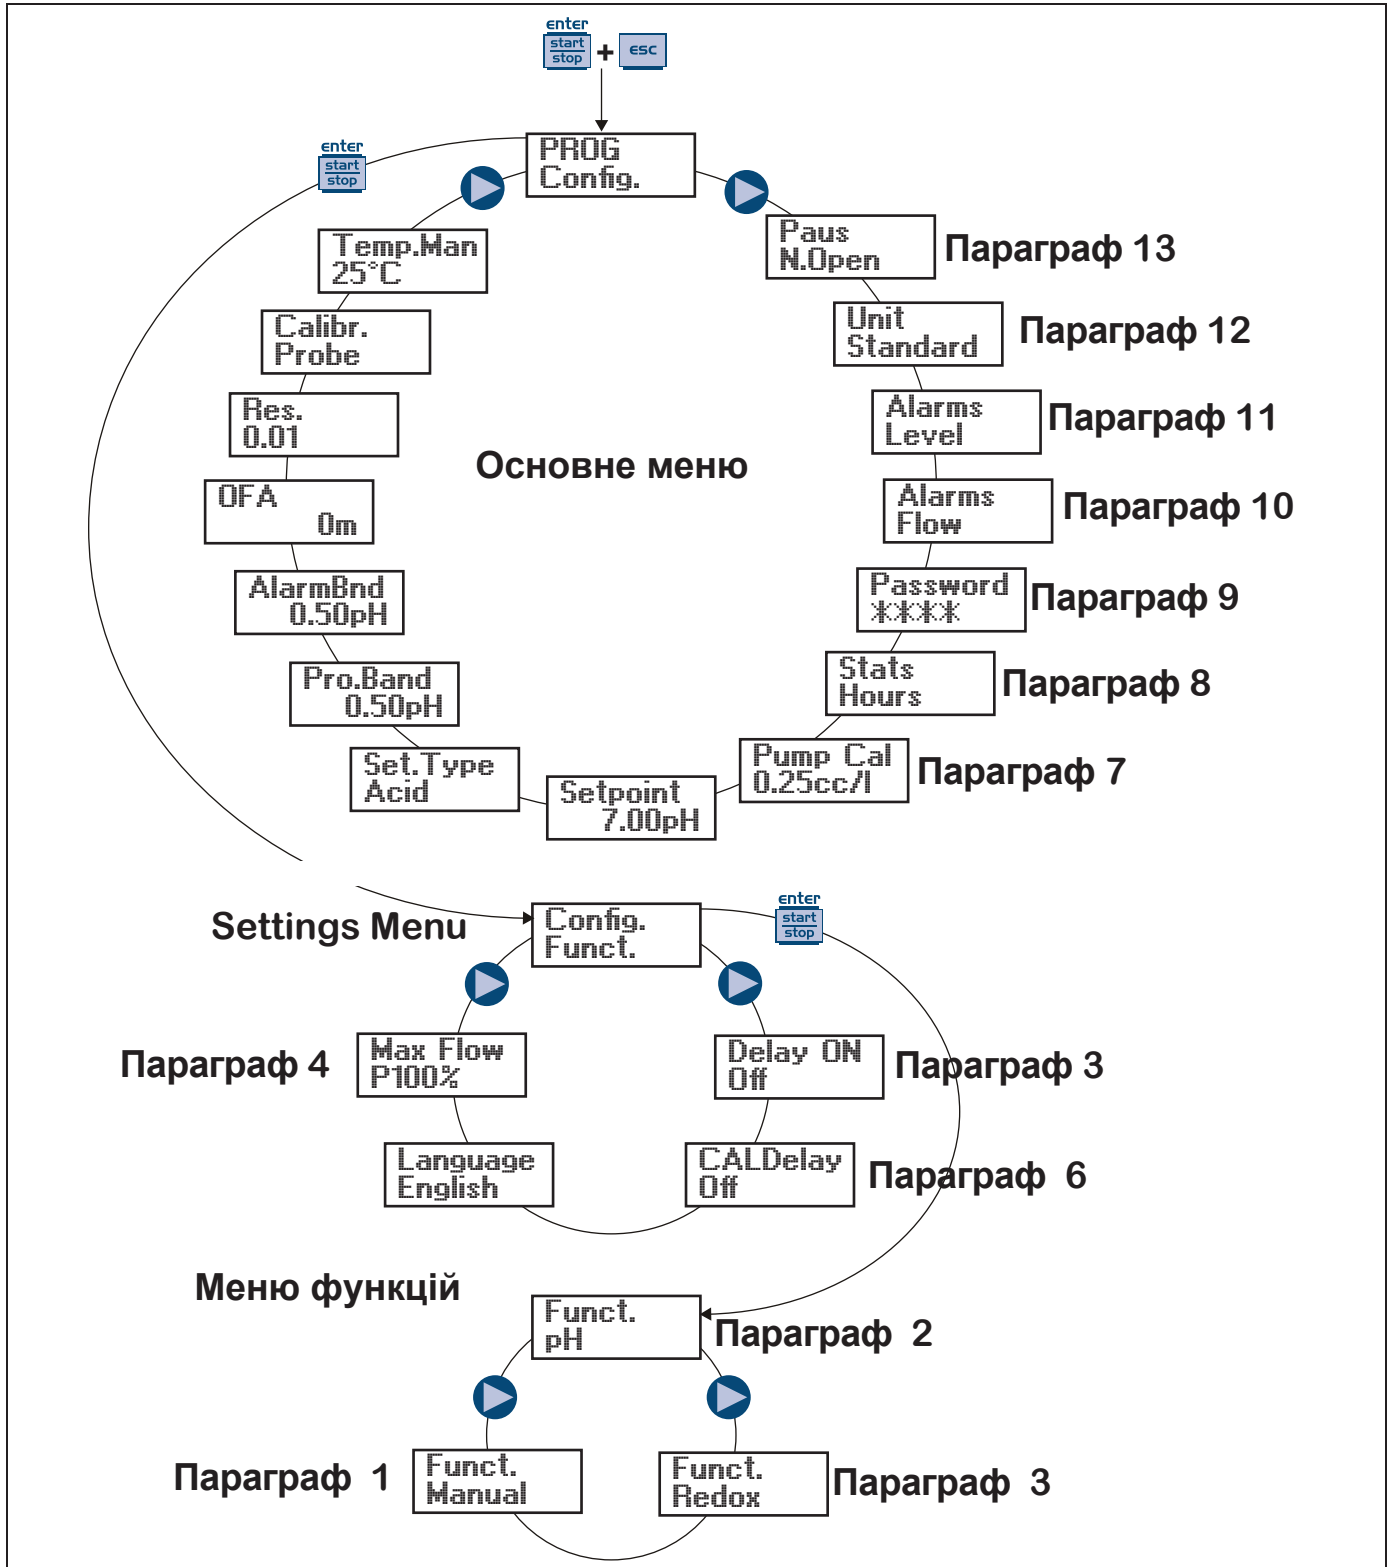 enter
start
stop
+
esc
enter
start
stop
PROG
Config.
Temp.Man
25°C
Paus
N.Open
Параграф 13
Calibr.
Probe
Unit
Standard
Параграф 12
Res.
0.01
Alarms
Level
Параграф 11
Основне меню
OFA
0m
Alarms
Flow
Параграф 10
AlarmBnd
0.50pH
Password
****
Параграф 9
Pro.Band
0.50pH
Stats
Hours
Параграф 8
Set.Type
Acid
Setpoint
7.00pH
Pump Cal
0.25cc/l
Параграф 7
Settings Menu
Config.
Funct.
enter
start
stop
Параграф 4
Max Flow
P100%
Delay ON
Off
Параграф 3
Language
English
CALDelay
Off
Параграф 6
Меню функцій
Funct.
pH
Параграф 2
Параграф 1
Funct.
Manual
Funct.
Redox
Параграф 3